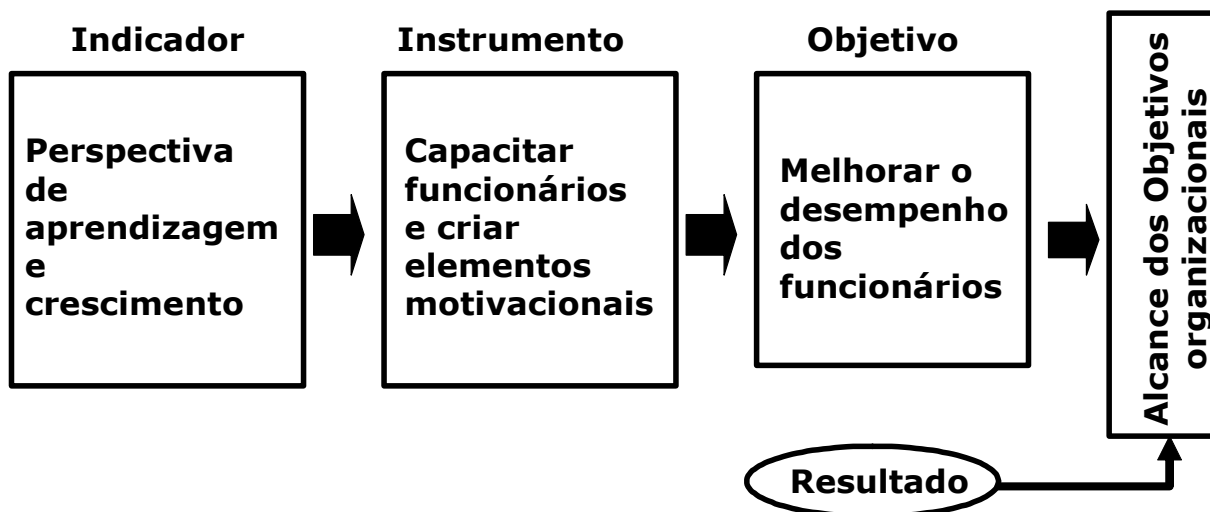 Indicador
Instrumento
Objetivo
Perspectiva
de
aprendizagem
e
crescimento
Capacitar
funcionários
e criar
elementos
motivacionais
Melhorar o
desempenho
dos
funcionários
Alcance dos Objetivos
organizacionais
Resultado